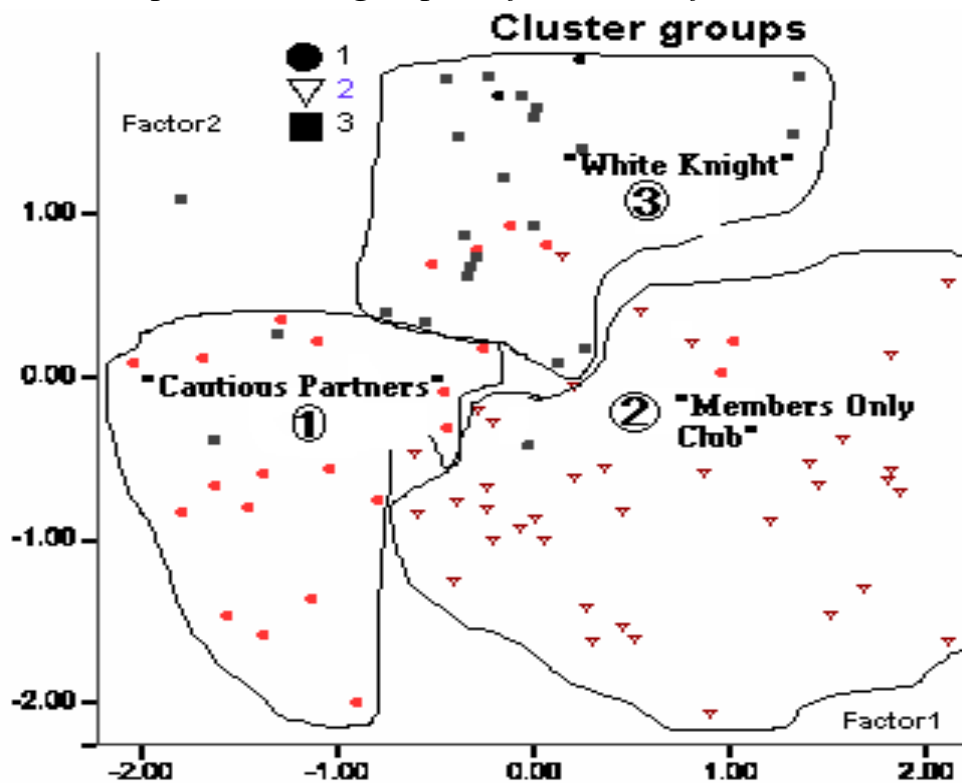 Cluster groups
1
2
3
Factor2
"White Knight"
3
1.00
0.00
"Cautious Partners"
1
2 "Members Only
Club"
-1.00
-2.00
Factor1
-2.00 -1.00 0.00 1.00 2.00